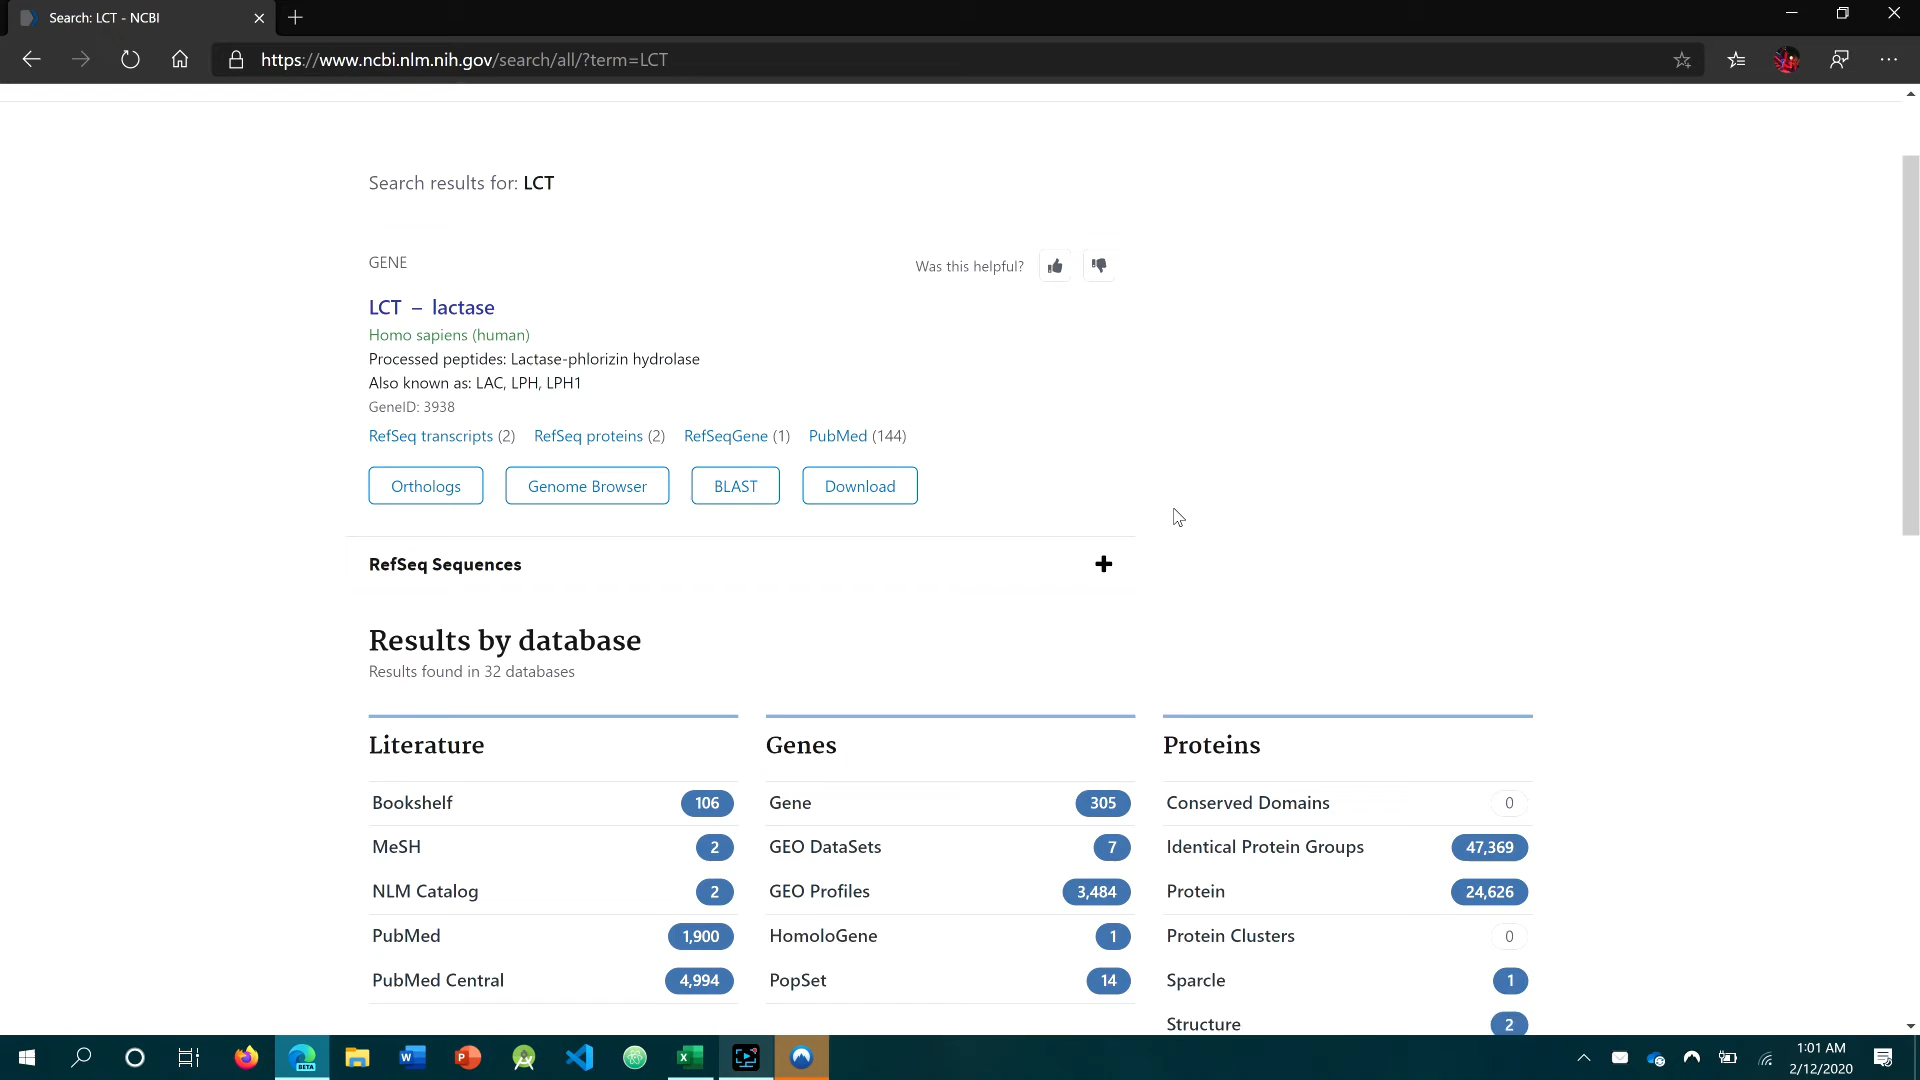 Search: LCT - NCBI
https://www.ncbi.nlm.nih.gov/search/all/?term=LCT
Search results for: LCT
GENE
Was this helpful?
LCT – lactase
Homo sapiens (human)
Processed peptides: Lactase-phlorizin hydrolase
Also known as: LAC, LPH, LPH1
GeneID: 3938
RefSeq transcripts (2) RefSeq proteins (2) RefSeqGene (1) PubMed (144)
Orthologs Genome Browser BLAST Download
RefSeq Sequences
Results by database
Results found in 32 databases
Literature
Bookshelf 106
MeSH 2
NLM Catalog 2
PubMed 1,900
PubMed Central 4,994
Genes
Gene 305
GEO DataSets 7
GEO Profiles 3,484
HomoloGene 1
PopSet 14
Proteins
Conserved Domains 0
Identical Protein Groups 47,369
Protein 24,626
Protein Clusters 0
Sparcle 1
Structure 2
BETA
1:01 AM
2/12/2020